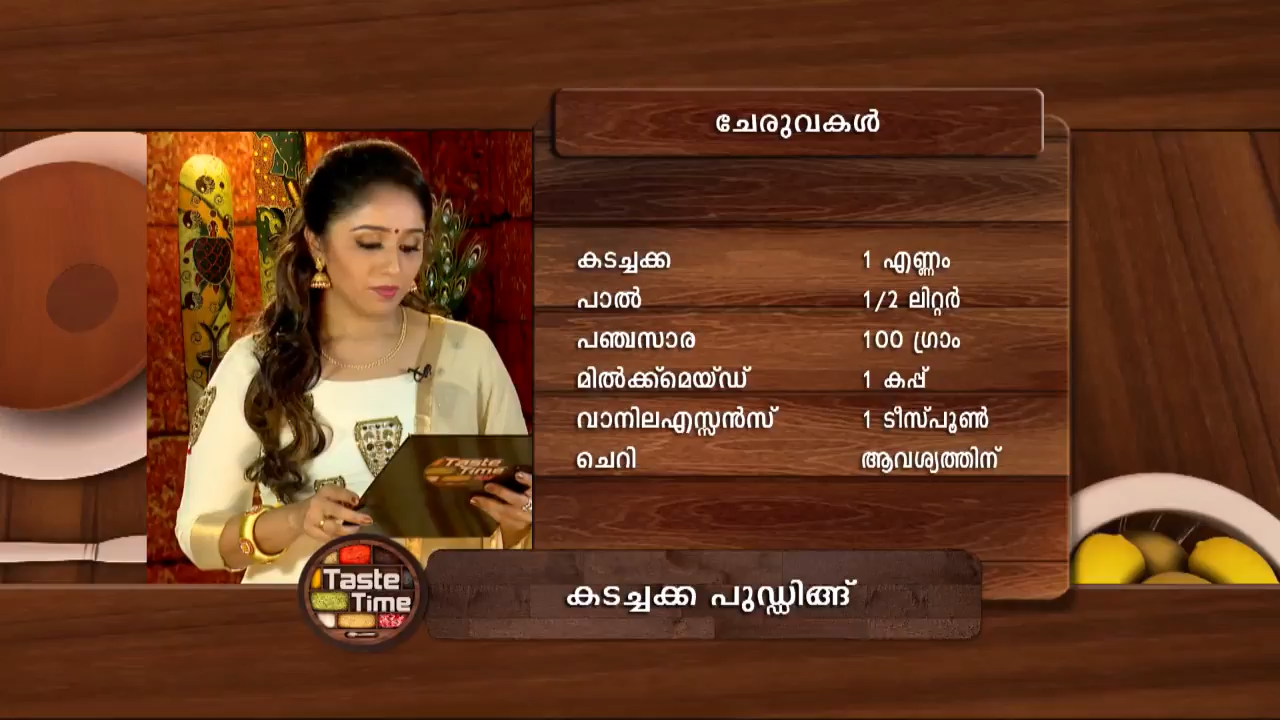 ചേരുവകൾ
കടച്ചക്ക 1 എണ്ണം
പാൽ 1/2 ലിറ്റർ
പഞ്ചസാര 100 ഗ്രാം
മിൽക്ക്മെയ്ഡ് 1 കപ്പ്
വാനിലഎസ്സൻസ് 1 ടീസ്പൂൺ
ചെറി ആവശ്യത്തിന്
Taste
Time
Taste
Time
കടച്ചക്ക പുഡ്ഡിങ്ങ്